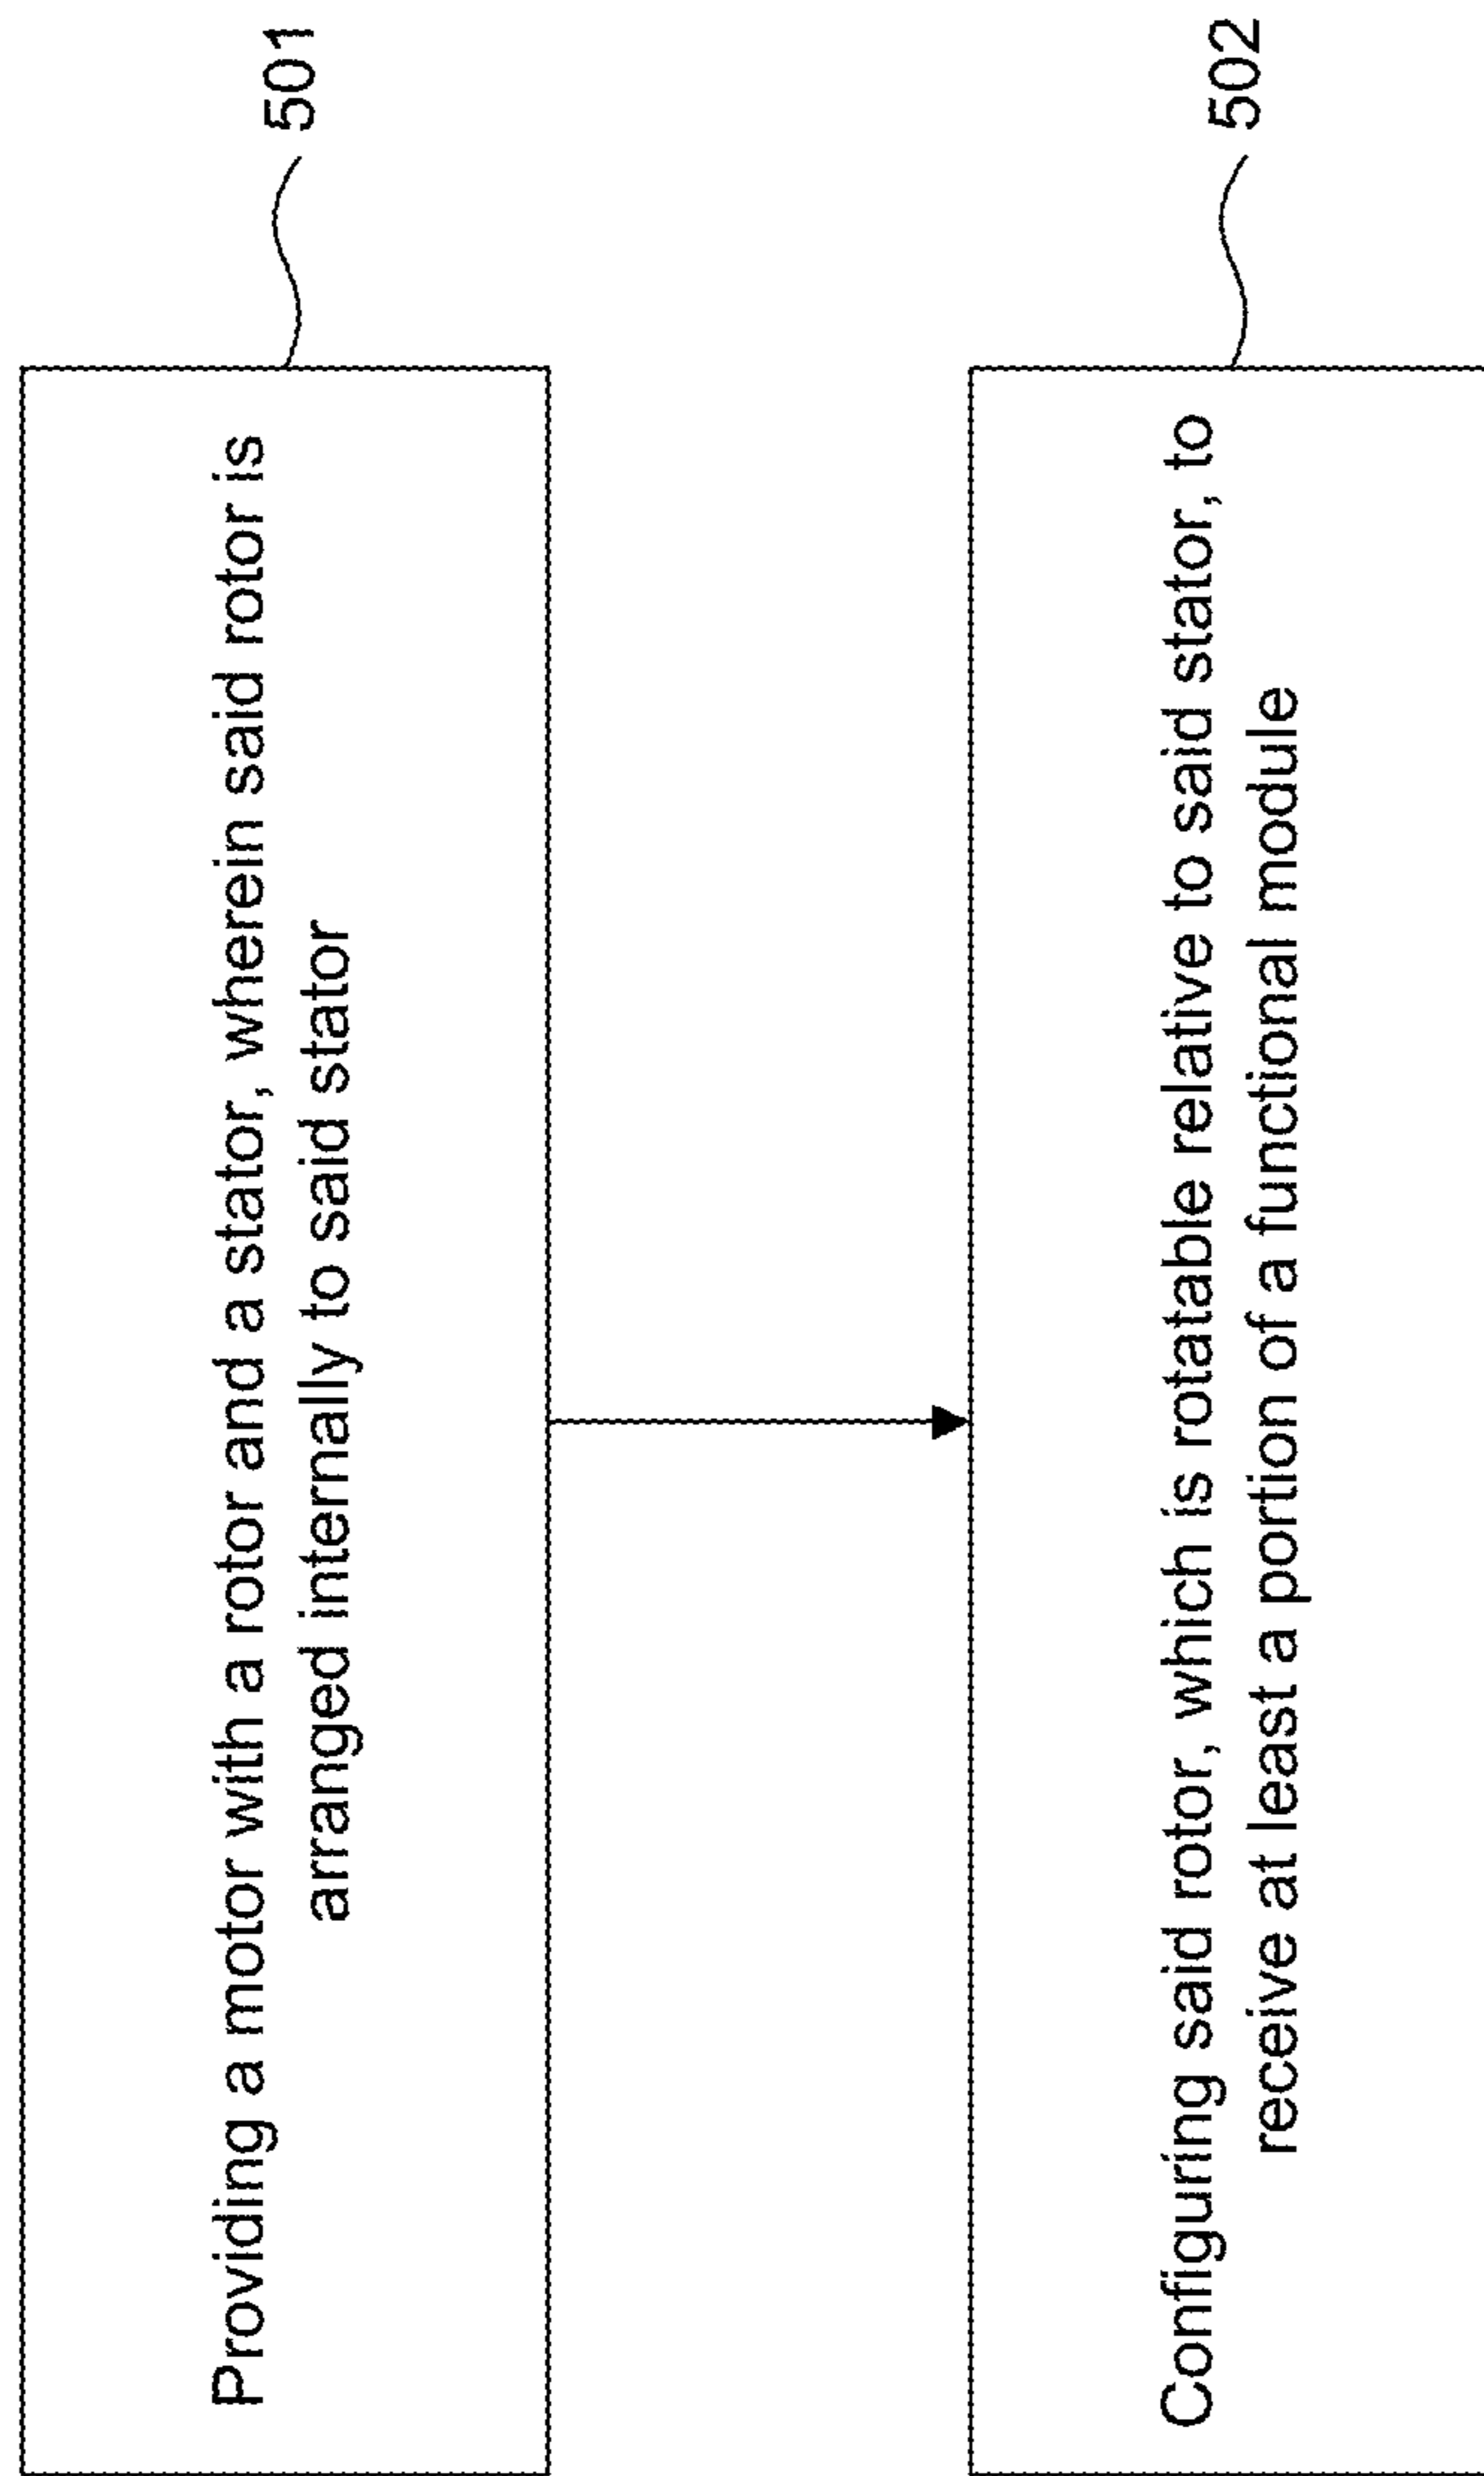 Providing a motor with a rotor and a stator, wherein said rotor is
arranged internally to said stator
501
Configuring said rotor, which is rotatable relative to said stator, to
receive at least a portion of a functional module
502